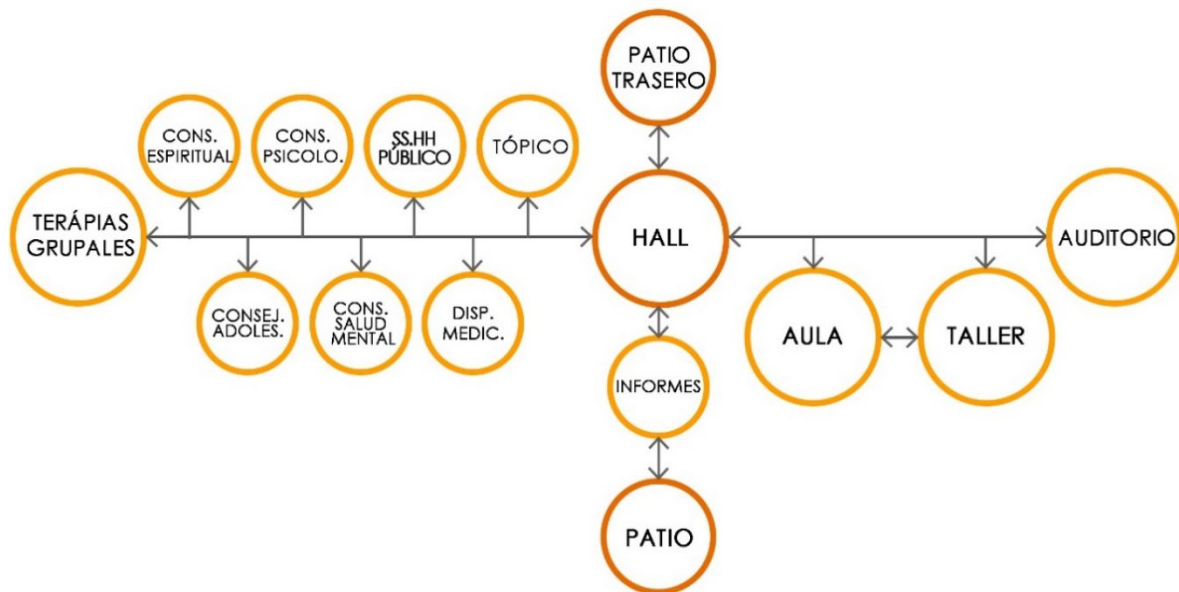 PATIO
TRASERO
CONS.
ESPIRITUAL
CONS.
PSICOLO.
SS.HH
PÚBLICO
TÓPICO
TERÁPIAS
GRUPALES
HALL
AUDITORIO
CONSEJ.
ADOLES.
CONS.
SALUD
MENTAL
DISP.
MEDIC.
AULA
TALLER
INFORMES
PATIO